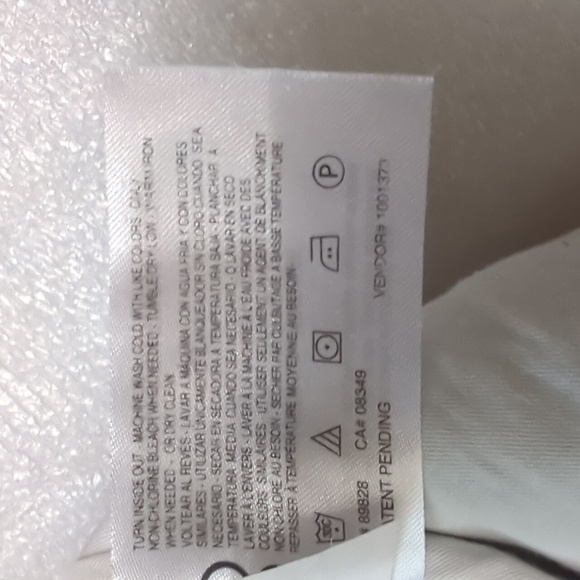 TURN INSIDE OUT · MACHINE WASH COLD WITH LIKE COLORS · ONLY
NON-CHLORINE BLEACH WHEN NEEDED · TUMBLE DRY LOW · WARM IRON
WHEN NEEDED · OR DRY CLEAN
VOLTEAR AL REVES · LAVAR A MAQUINA CON AGUA FRIA Y CON COLORES
SIMILARES · UTILIZAR UNICAMENTE BLANQUEADOR SIN CLORO CUANDO SEA
NECESARIO · SECAR EN SECADORA A TEMPERATURA BAJA · PLANCHAR A
TEMPERATURA MEDIA CUANDO SEA NECESARIO · O LAVAR EN SECO
LAVER À L'ENVERS · LAVER À LA MACHINE À L'EAU FROIDE AVEC DES
COULEURS SIMILAIRES · UTILISER SEULEMENT UN AGENT DE BLANCHIMENT
NON CHLORE AU BESOIN · SECHER PAR CULBUTAGE À BASSE TEMPÉRATURE
REPASSER À TEMPÉRATURE MOYENNE AU BESOIN
30C P
# 89828 CA# 08349
TENT PENDING VENDOR# 1001373